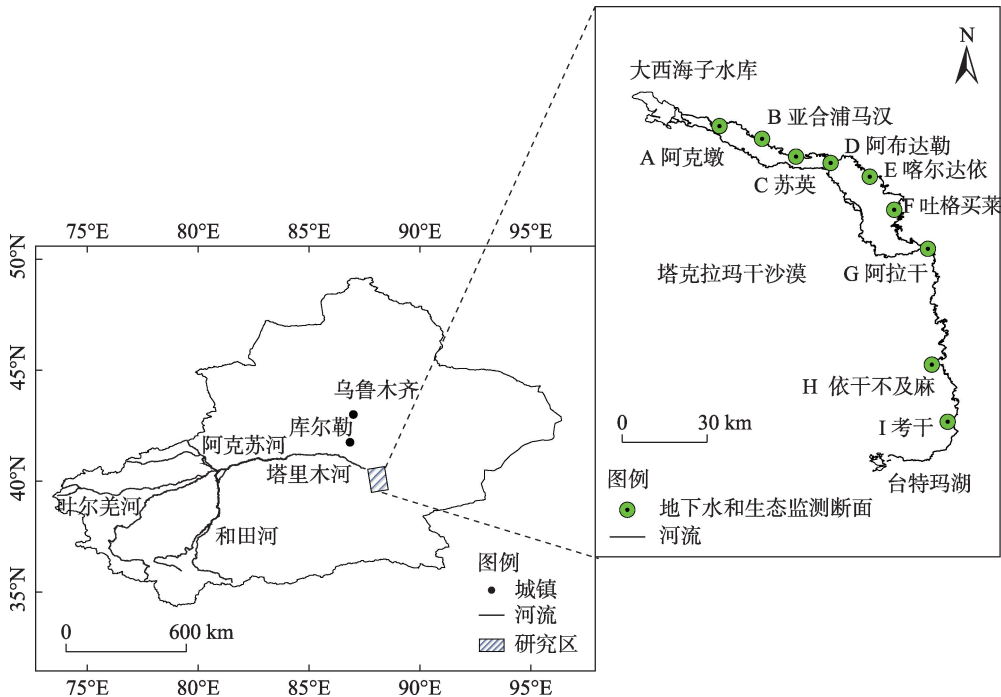 N
大西海子水库
B 亚合浦马汉
D 阿布达勒
A 阿克墩
E 喀尔达依
C 苏英
F 吐格买莱
塔克拉玛干沙漠
G 阿拉干
H 依干不及麻
0 30 km
I 考干
图例
台特玛湖
地下水和生态监测断面
河流
75°E 80°E 85°E 90°E 95°E
50°N
45°N
40°N
35°N
乌鲁木齐
库尔勒
阿克苏河
塔里木河
叶尔羌河
和田河
图例
城镇
河流
研究区
0 600 km
75°E 80°E 85°E 90°E 95°E